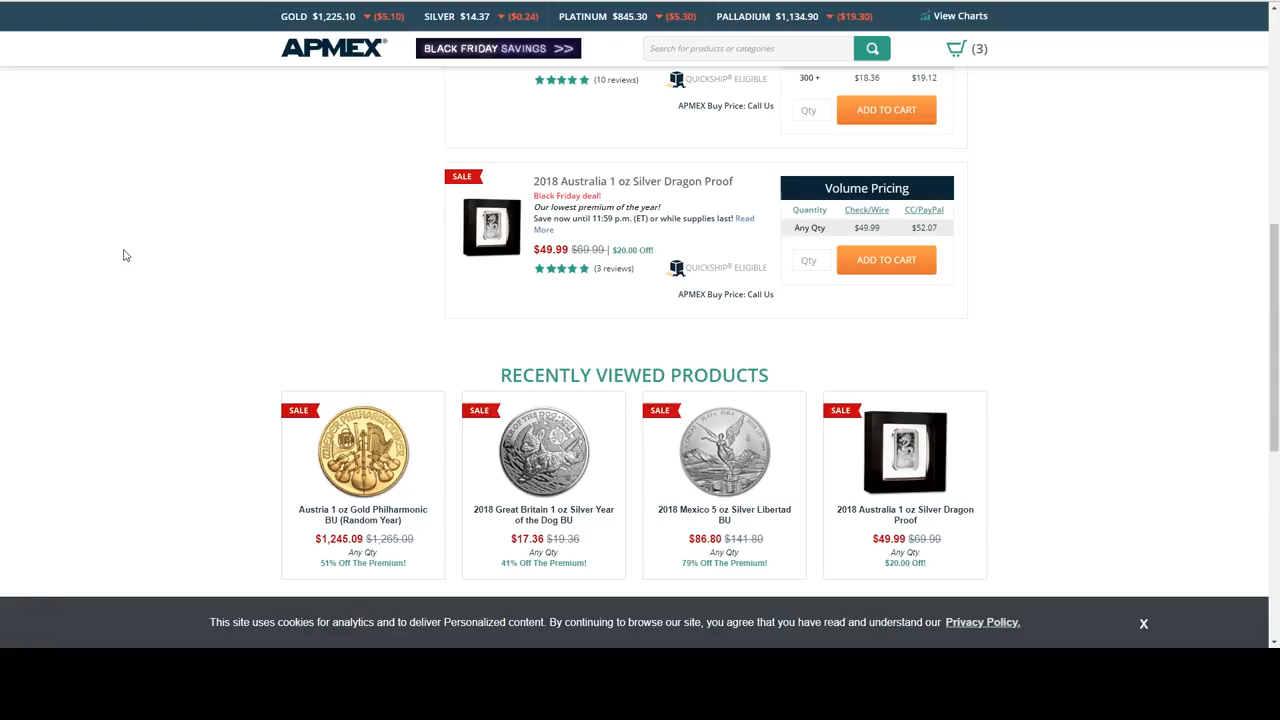 GOLD $1,225.10 ($5.10) SILVER $14.37 ($0.24) PLATINUM $845.30 ($5.30) PALLADIUM $1,134.90 ($19.30) View Charts
APMEX® BLACK FRIDAY SAVINGS >> Search for products or categories (3)
(10 reviews) QUICKSHIP® ELIGIBLE 300 + $18.36 $19.12
APMEX Buy Price: Call Us Qty ADD TO CART
SALE
2018 Australia 1 oz Silver Dragon Proof
Black Friday deal!
Our lowest premium of the year!
Save now until 11:59 p.m. (ET) or while supplies last! Read
More
$49.99 $69.99 | $20.00 Off!
(3 reviews) QUICKSHIP® ELIGIBLE
APMEX Buy Price: Call Us
Volume Pricing
Quantity Check/Wire CC/PayPal
Any Qty $49.99 $52.07
Qty ADD TO CART
RECENTLY VIEWED PRODUCTS
SALE
Austria 1 oz Gold Philharmonic
BU (Random Year)
$1,245.09 $1,265.09
Any Qty
51% Off The Premium!
SALE
2018 Great Britain 1 oz Silver Year
of the Dog BU
$17.36 $19.36
Any Qty
41% Off The Premium!
SALE
2018 Mexico 5 oz Silver Libertad
BU
$86.80 $141.80
Any Qty
79% Off The Premium!
SALE
2018 Australia 1 oz Silver Dragon
Proof
$49.99 $69.99
Any Qty
$20.00 Off!
This site uses cookies for analytics and to deliver Personalized content. By continuing to browse our site, you agree that you have read and understand our Privacy Policy. X